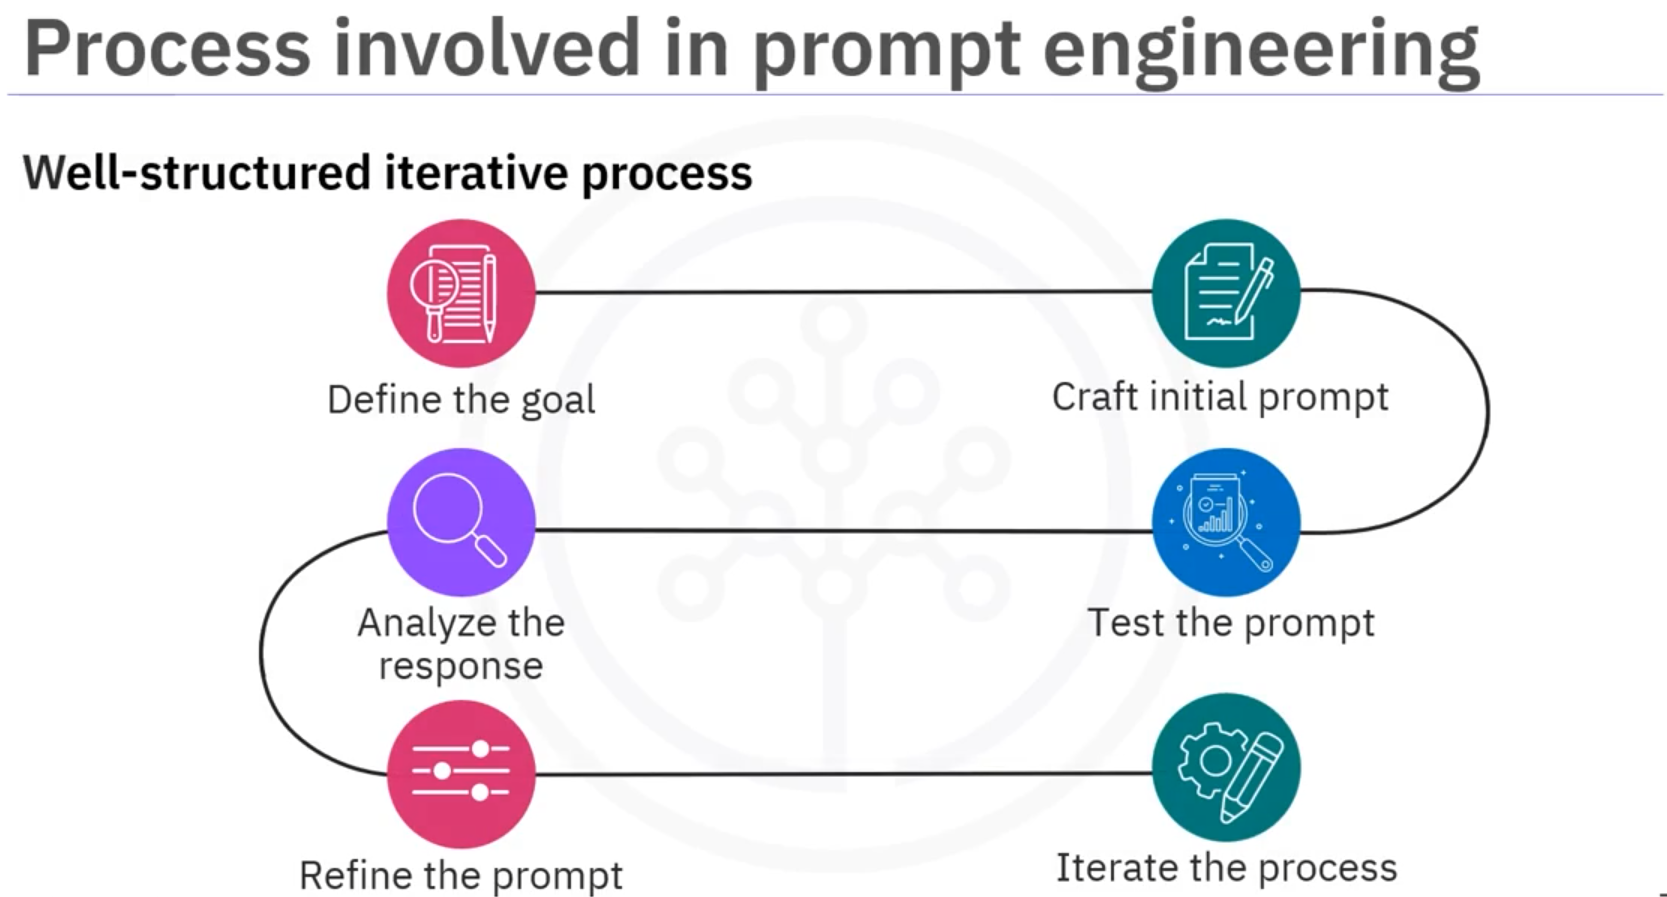 Process involved in prompt engineering
Well-structured iterative process
Define the goal
Craft initial prompt
Analyze the
response
Test the prompt
Refine the prompt
Iterate the process